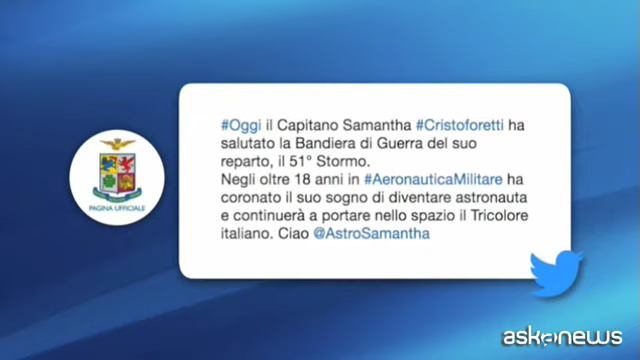 #Oggi il Capitano Samantha #Cristoforetti ha
salutato la Bandiera di Guerra del suo
reparto, il 51° Stormo.
Negli oltre 18 anni in #AeronauticaMilitare ha
coronato il suo sogno di diventare astronauta
e continuerà a portare nello spazio il Tricolore
italiano. Ciao @AstroSamantha
PAGINA UFFICIALE
askanews